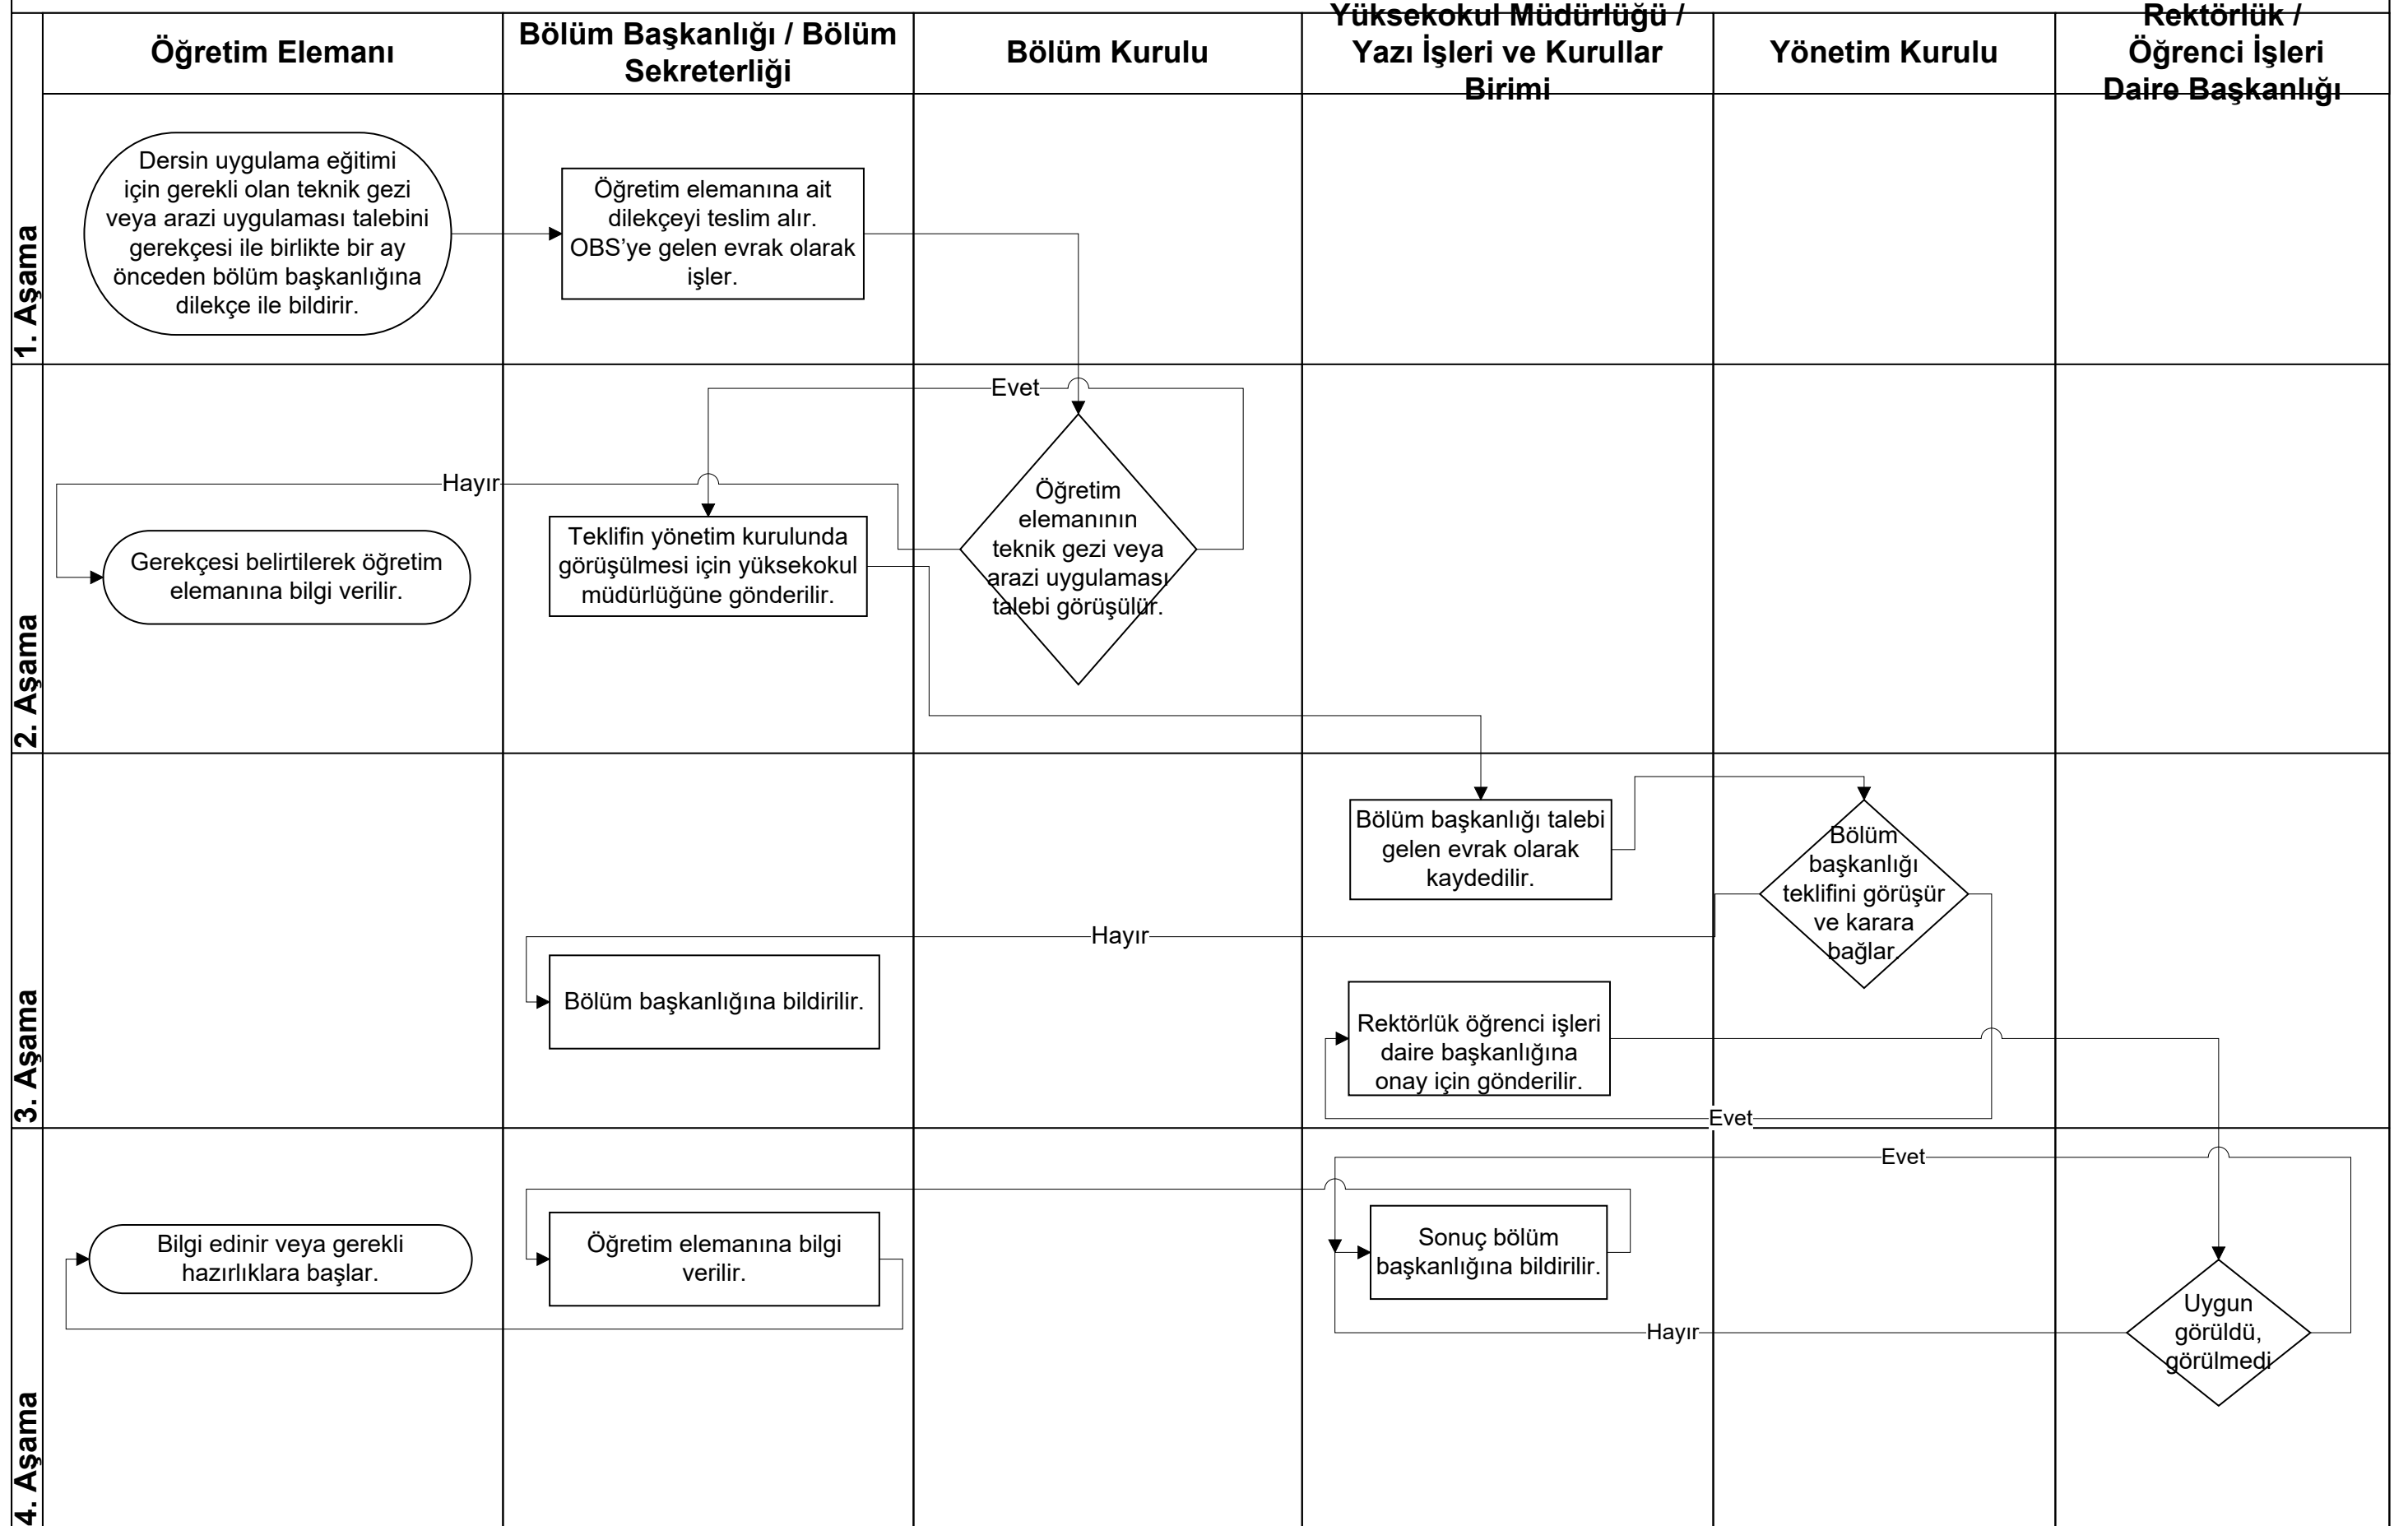 Öğretim Elemanı
Bölüm Başkanlığı / Bölüm
Sekreterliği
Bölüm Kurulu
Yüksekokul Müdürlüğü /
Yazı İşleri ve Kurullar
Birimi
Yönetim Kurulu
Rektörlük /
Öğrenci İşleri
Daire Başkanlığı
1. Aşama
Dersin uygulama eğitimi
için gerekli olan teknik gezi
veya arazi uygulaması talebini
gerekçesi ile birlikte bir ay
önceden bölüm başkanlığına
dilekçe ile bildirir.
Öğretim elemanına ait
dilekçeyi teslim alır.
OBS’ye gelen evrak olarak
işler.
2. Aşama
Evet
Hayır
Gerekçesi belirtilerek öğretim
elemanına bilgi verilir.
Teklifin yönetim kurulunda
görüşülmesi için yüksekokul
müdürlüğüne gönderilir.
Öğretim
elemanının
teknik gezi veya
arazi uygulaması
talebi görüşülür.
3. Aşama
Bölüm başkanlığı talebi
gelen evrak olarak
kaydedilir.
Bölüm
başkanlığı
teklifini görüşür
ve karara
bağlar.
Hayır
Bölüm başkanlığına bildirilir.
Rektörlük öğrenci işleri
daire başkanlığına
onay için gönderilir.
Evet
4. Aşama
Evet
Bilgi edinir veya gerekli
hazırlıklara başlar.
Öğretim elemanına bilgi
verilir.
Sonuç bölüm
başkanlığına bildirilir.
Hayır
Uygun
görüldü,
görülmedi